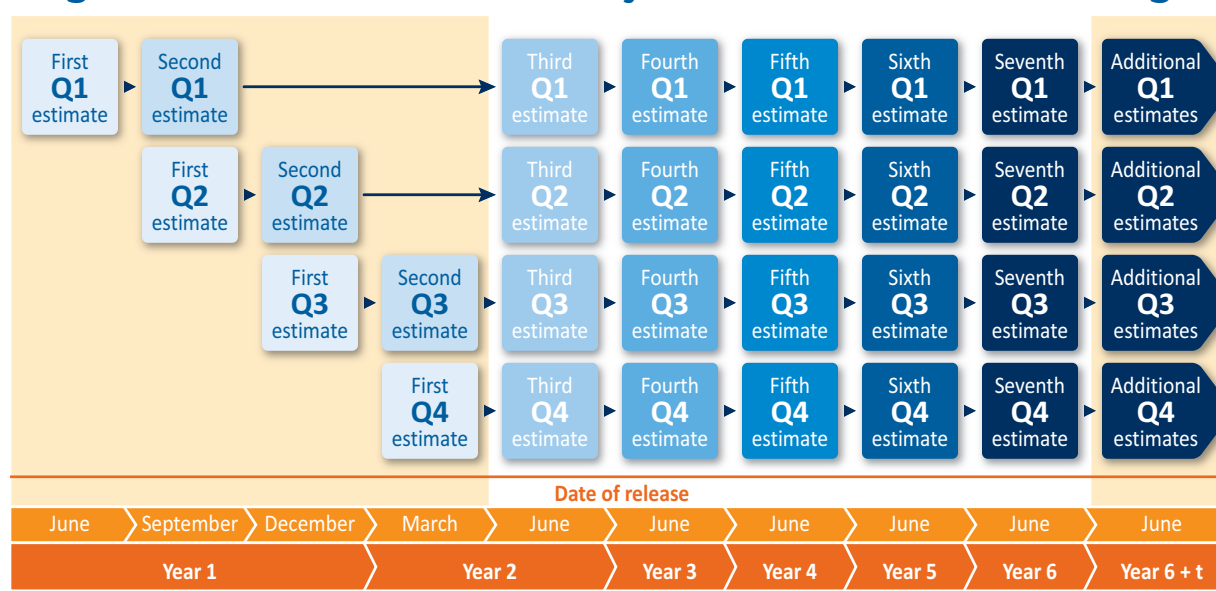 First Q1 estimate
Second Q1 estimate
Third Q1 estimate
Fourth Q1 estimate
Fifth Q1 estimate
Sixth Q1 estimate
Seventh Q1 estimate
Additional Q1 estimates
First Q2 estimate
Second Q2 estimate
Third Q2 estimate
Fourth Q2 estimate
Fifth Q2 estimate
Sixth Q2 estimate
Seventh Q2 estimate
Additional Q2 estimates
First Q3 estimate
Second Q3 estimate
Third Q3 estimate
Fourth Q3 estimate
Fifth Q3 estimate
Sixth Q3 estimate
Seventh Q3 estimate
Additional Q3 estimates
First Q4 estimate
Third Q4 estimate
Fourth Q4 estimate
Fifth Q4 estimate
Sixth Q4 estimate
Seventh Q4 estimate
Additional Q4 estimates
Date of release
June September December March June June June June June June
Year 1 Year 2 Year 3 Year 4 Year 5 Year 6 Year 6 + t